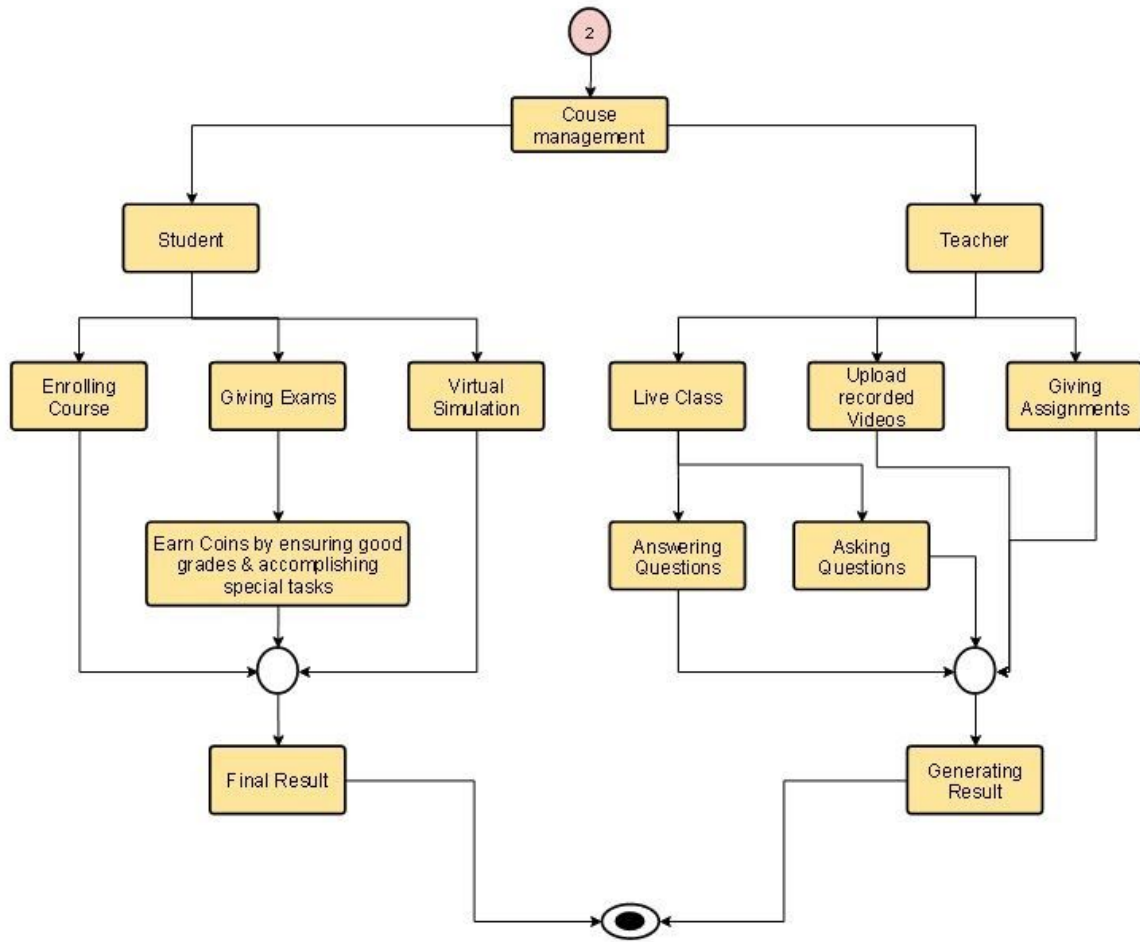 2
Couse
management
Student
Teacher
Enrolling
Course
Giving Exams
Virtual
Simulation
Live Class
Upload
recorded
Videos
Giving
Assignments
Earn Coins by ensuring good
grades & accomplishing
special tasks
Answering
Questions
Asking
Questions
Final Result
Generating
Result